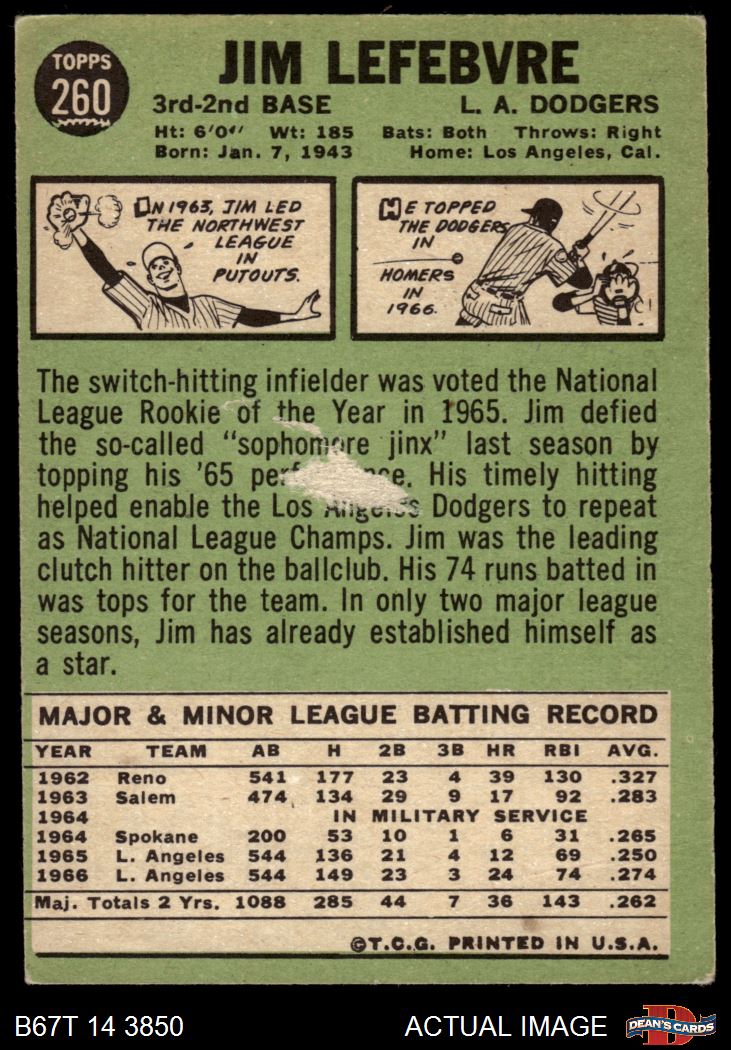 TOPPS
260
JIM LEFEBVRE
3rd-2nd BASE L. A. DODGERS
Ht: 6'0" Wt: 185 Bats: Both Throws: Right
Born: Jan. 7, 1943 Home: Los Angeles, Cal.
IN 1963, JIM LED
THE NORTHWEST
LEAGUE
IN
PUTOUTS.
HE TOPPED
THE DODGERS
IN
HOMERS
IN
1966.
The switch-hitting infielder was voted the National
League Rookie of the Year in 1965. Jim defied
the so-called "sophomore jinx" last season by
topping his '65 His timely hitting
helped enable the Los Angeles Dodgers to repeat
as National League Champs. Jim was the leading
clutch hitter on the ballclub. His 74 runs batted in
was tops for the team. In only two major league
seasons, Jim has already established himself as
a star.
MAJOR & MINOR LEAGUE BATTING RECORD
YEAR TEAM AB H 2B 3B HR RBI AVG.
1962 Reno 541 177 23 4 39 130 .327
1963 Salem 474 134 29 9 17 92 .283
1964 IN MILITARY SERVICE
1964 Spokane 200 53 10 1 6 31 .265
1965 L. Angeles 544 136 21 4 12 69 .250
1966 L. Angeles 544 149 23 3 24 74 .274
Maj. Totals 2 Yrs. 1088 285 44 7 36 143 .262
©T.C.G. PRINTED IN U.S.A.
B67T 14 3850 ACTUAL IMAGE D DEAN'S CARDS